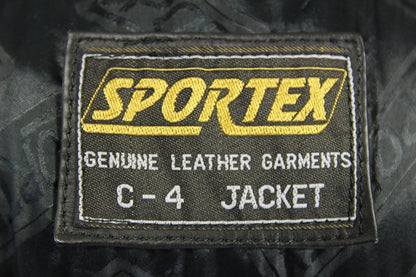 SPORTEX
GENUINE LEATHER GARMENTS
C-4 JACKET